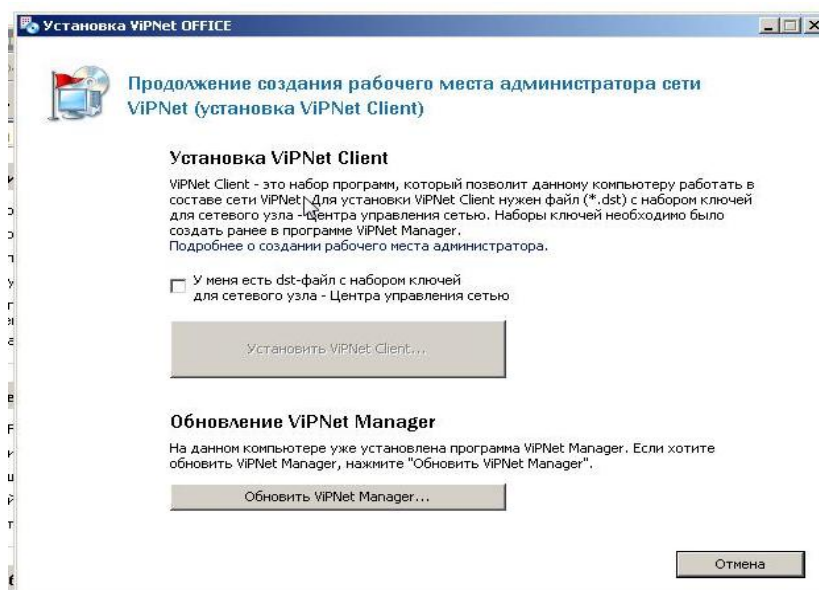 Установка ViPNet OFFICE
Продолжение создания рабочего места администратора сети
ViPNet (установка ViPNet Client)
Установка ViPNet Client
ViPNet Client - это набор программ, который позволит данному компьютеру работать в
составе сети ViPNet. Для установки ViPNet Client нужен файл (*.dst) с набором ключей
для сетевого узла - Центра управления сетью. Наборы ключей необходимо было
создать ранее в программе ViPNet Manager.
Подробнее о создании рабочего места администратора.
У меня есть dst-файл с набором ключей
для сетевого узла - Центра управления сетью
Установить ViPNet Client...
Обновление ViPNet Manager
На данном компьютере уже установлена программа ViPNet Manager. Если хотите
обновить ViPNet Manager, нажмите "Обновить ViPNet Manager".
Обновить ViPNet Manager...
Отмена